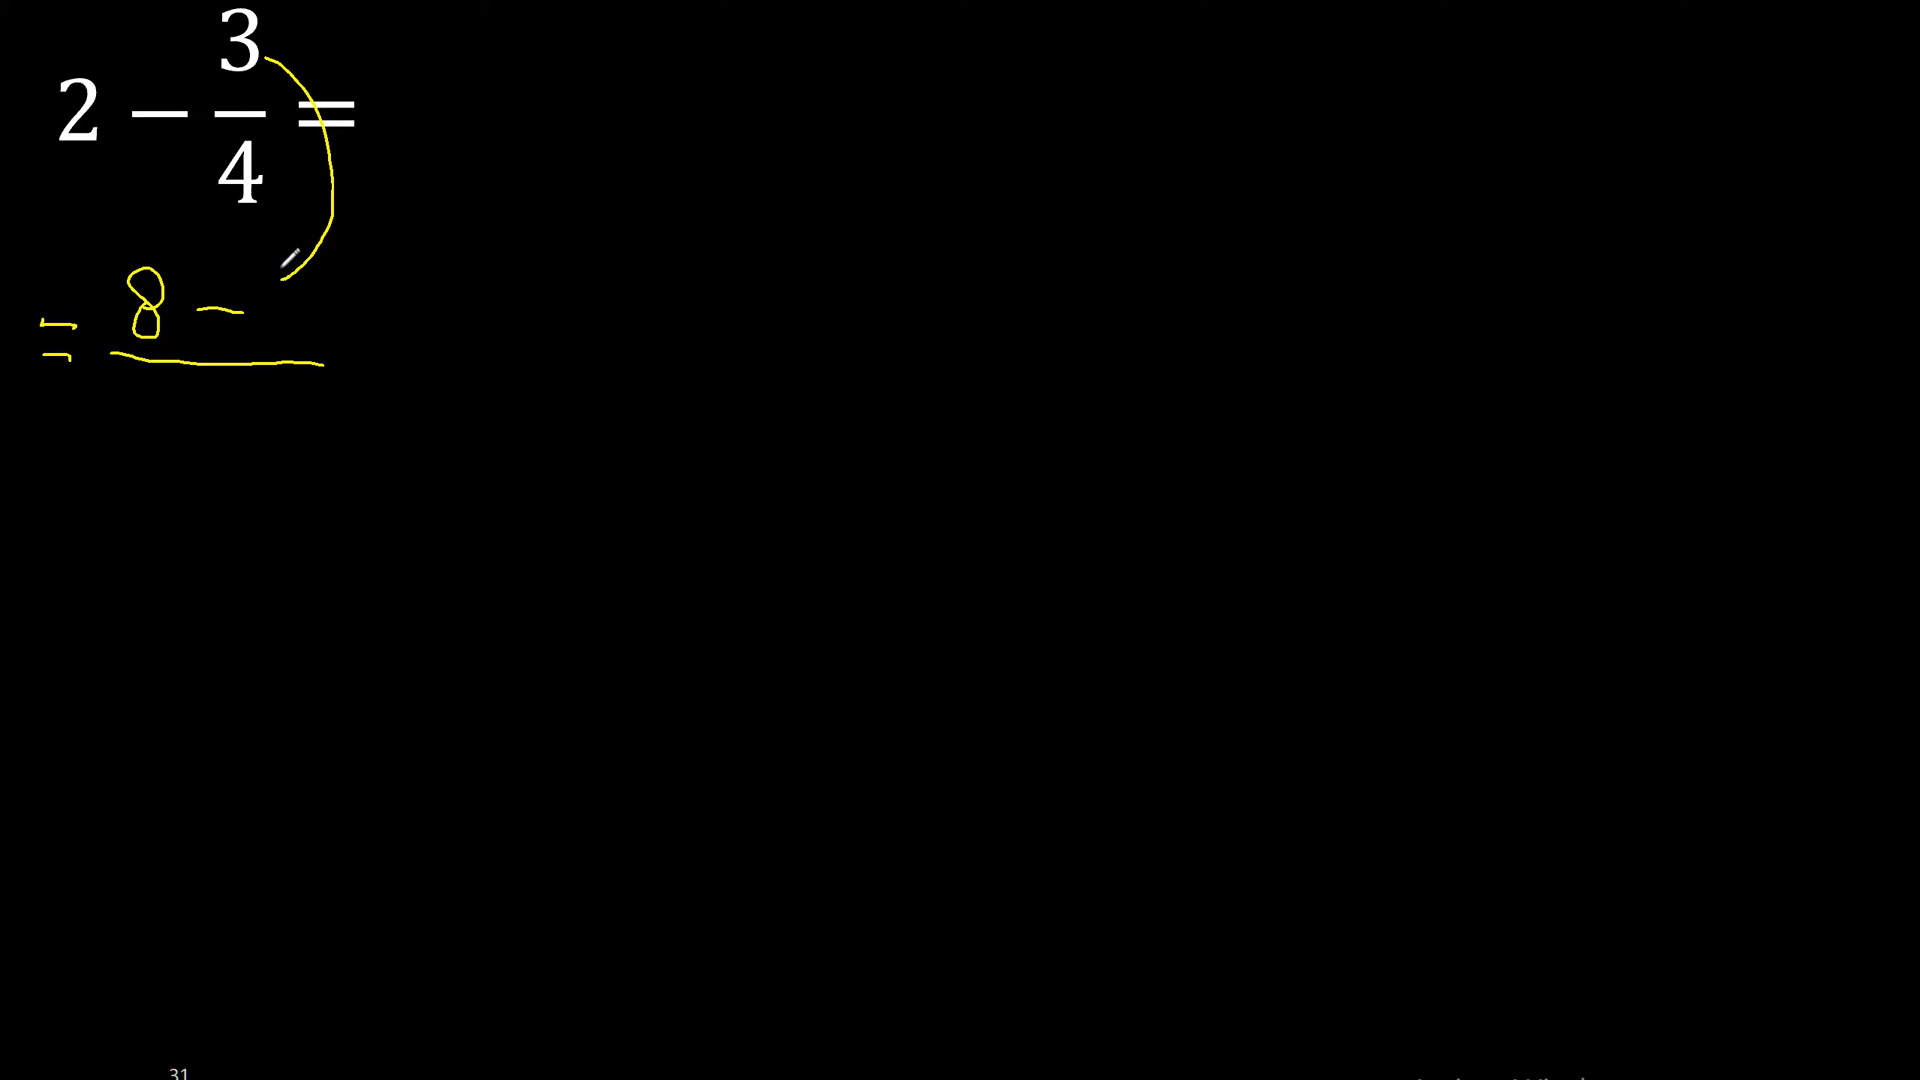 2 − 3/4 =
= 8 −
31